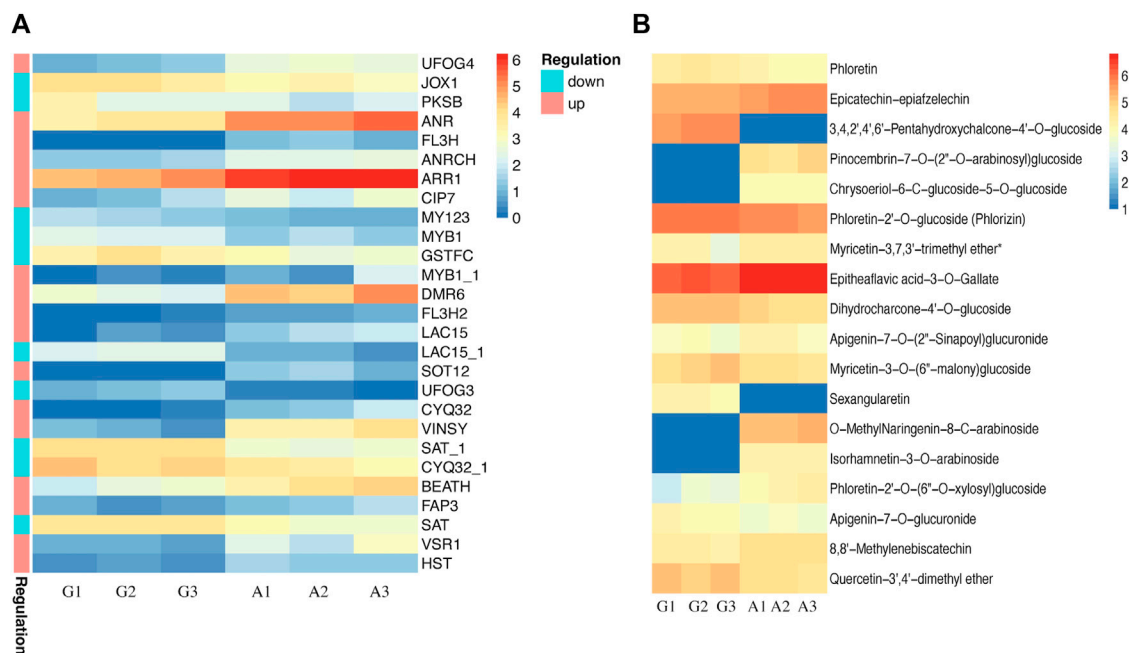 A
UFOG4
JOX1
PKSB
ANR
FL3H
ANRCH
ARR1
CIP7
MY123
MYB1
GSTFC
MYB1_1
DMR6
FL3H2
LAC15
LAC15_1
SOT12
UFOG3
CYQ32
VINSY
SAT_1
CYQ32_1
BEATH
FAP3
SAT
VSR1
HST
Regulation
G1 G2 G3 A1 A2 A3
6
5
4
3
2
1
0
Regulation
down
up
B
Phloretin
Epicatechin-epiafzelechin
3,4,2',4',6'-Pentahydroxychalcone-4'-O-glucoside
Pinocembrin-7-O-(2"-O-arabinosyl)glucoside
Chrysoeriol-6-C-glucoside-5-O-glucoside
Phloretin-2'-O-glucoside (Phlorizin)
Myricetin-3,7,3'-trimethyl ether*
Epitheaflavic acid-3-O-Gallate
Dihydrocharcone-4'-O-glucoside
Apigenin-7-O-(2"-Sinapoyl)glucuronide
Myricetin-3-O-(6"-malony)glucoside
Sexangularetin
O-MethylNaringenin-8-C-arabinoside
Isorhamnetin-3-O-arabinoside
Phloretin-2'-O-(6"-O-xylosyl)glucoside
Apigenin-7-O-glucuronide
8,8'-Methylenebiscatechin
Quercetin-3',4'-dimethyl ether
G1 G2 G3 A1 A2 A3
6
5
4
3
2
1